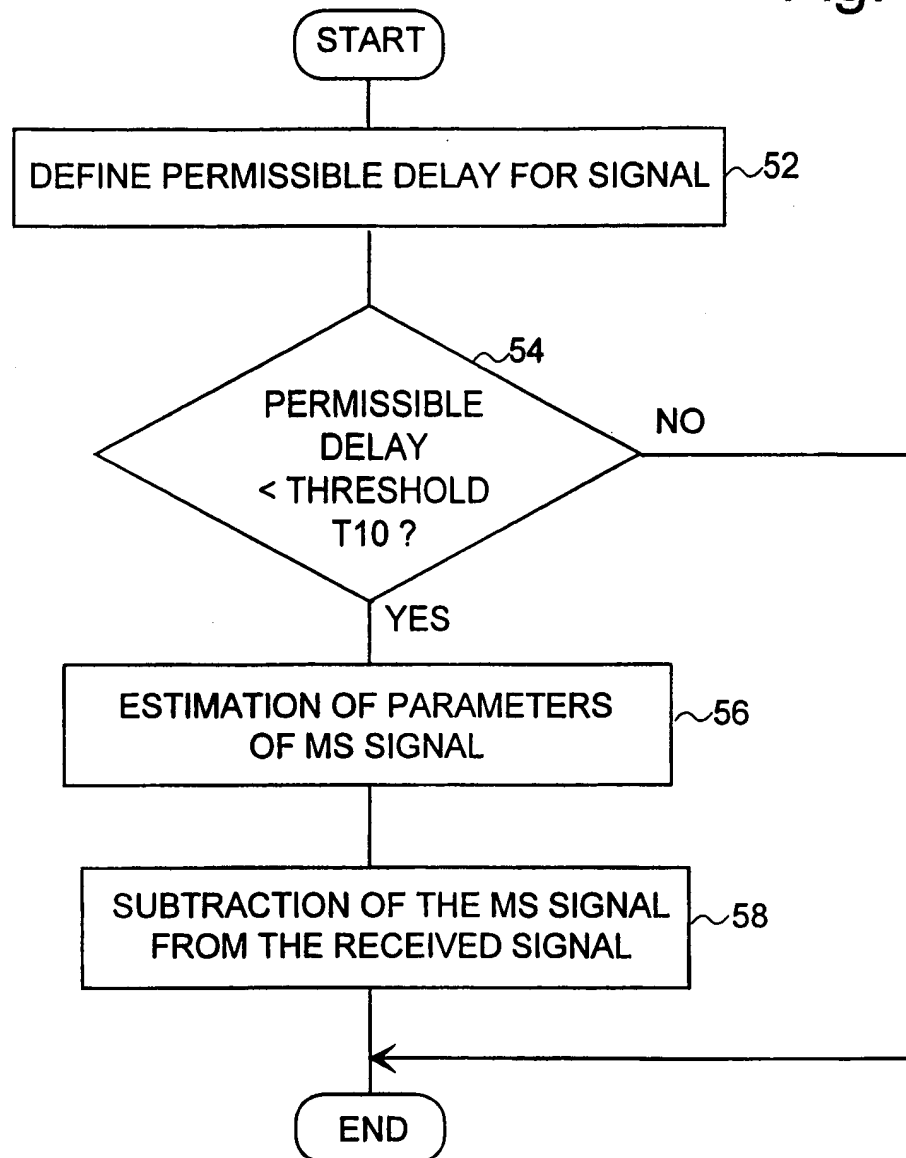 Fig.
START
DEFINE PERMISSIBLE DELAY FOR SIGNAL
52
54
PERMISSIBLE
DELAY
< THRESHOLD
T10 ?
NO
YES
ESTIMATION OF PARAMETERS
OF MS SIGNAL
56
SUBTRACTION OF THE MS SIGNAL
FROM THE RECEIVED SIGNAL
58
END